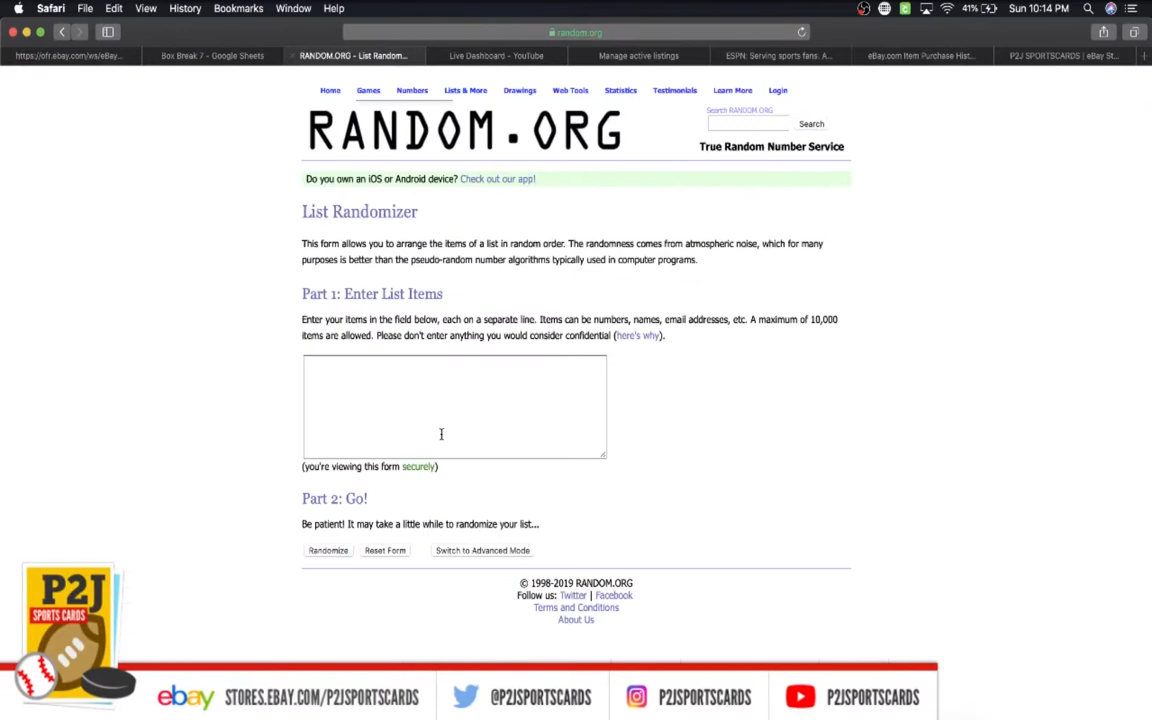 Safari File Edit View History Bookmarks Window Help 41% Sun 10:14 PM
random.org
https://ofr.ebay.com/ws/eBay... Box Break 7 - Google Sheets RANDOM.ORG - List Random... Live Dashboard - YouTube Manage active listings ESPN: Serving sports fans. A... eBay.com Item Purchase Hist... P2J SPORTSCARDS | eBay St...
Home Games Numbers Lists & More Drawings Web Tools Statistics Testimonials Learn More Login
Search RANDOM.ORG
Search
RANDOM.ORG
True Random Number Service
Do you own an iOS or Android device? Check out our app!
List Randomizer
This form allows you to arrange the items of a list in random order. The randomness comes from atmospheric noise, which for many
purposes is better than the pseudo-random number algorithms typically used in computer programs.
Part 1: Enter List Items
Enter your items in the field below, each on a separate line. Items can be numbers, names, email addresses, etc. A maximum of 10,000
items are allowed. Please don't enter anything you would consider confidential (here's why).
(you're viewing this form securely)
Part 2: Go!
Be patient! It may take a little while to randomize your list...
Randomize Reset Form Switch to Advanced Mode
© 1998-2019 RANDOM.ORG
Follow us: Twitter | Facebook
Terms and Conditions
About Us
P2J
SPORTS CARDS
ebay STORES.EBAY.COM/P2JSPORTSCARDS @P2JSPORTSCARDS P2JSPORTSCARDS P2JSPORTSCARDS